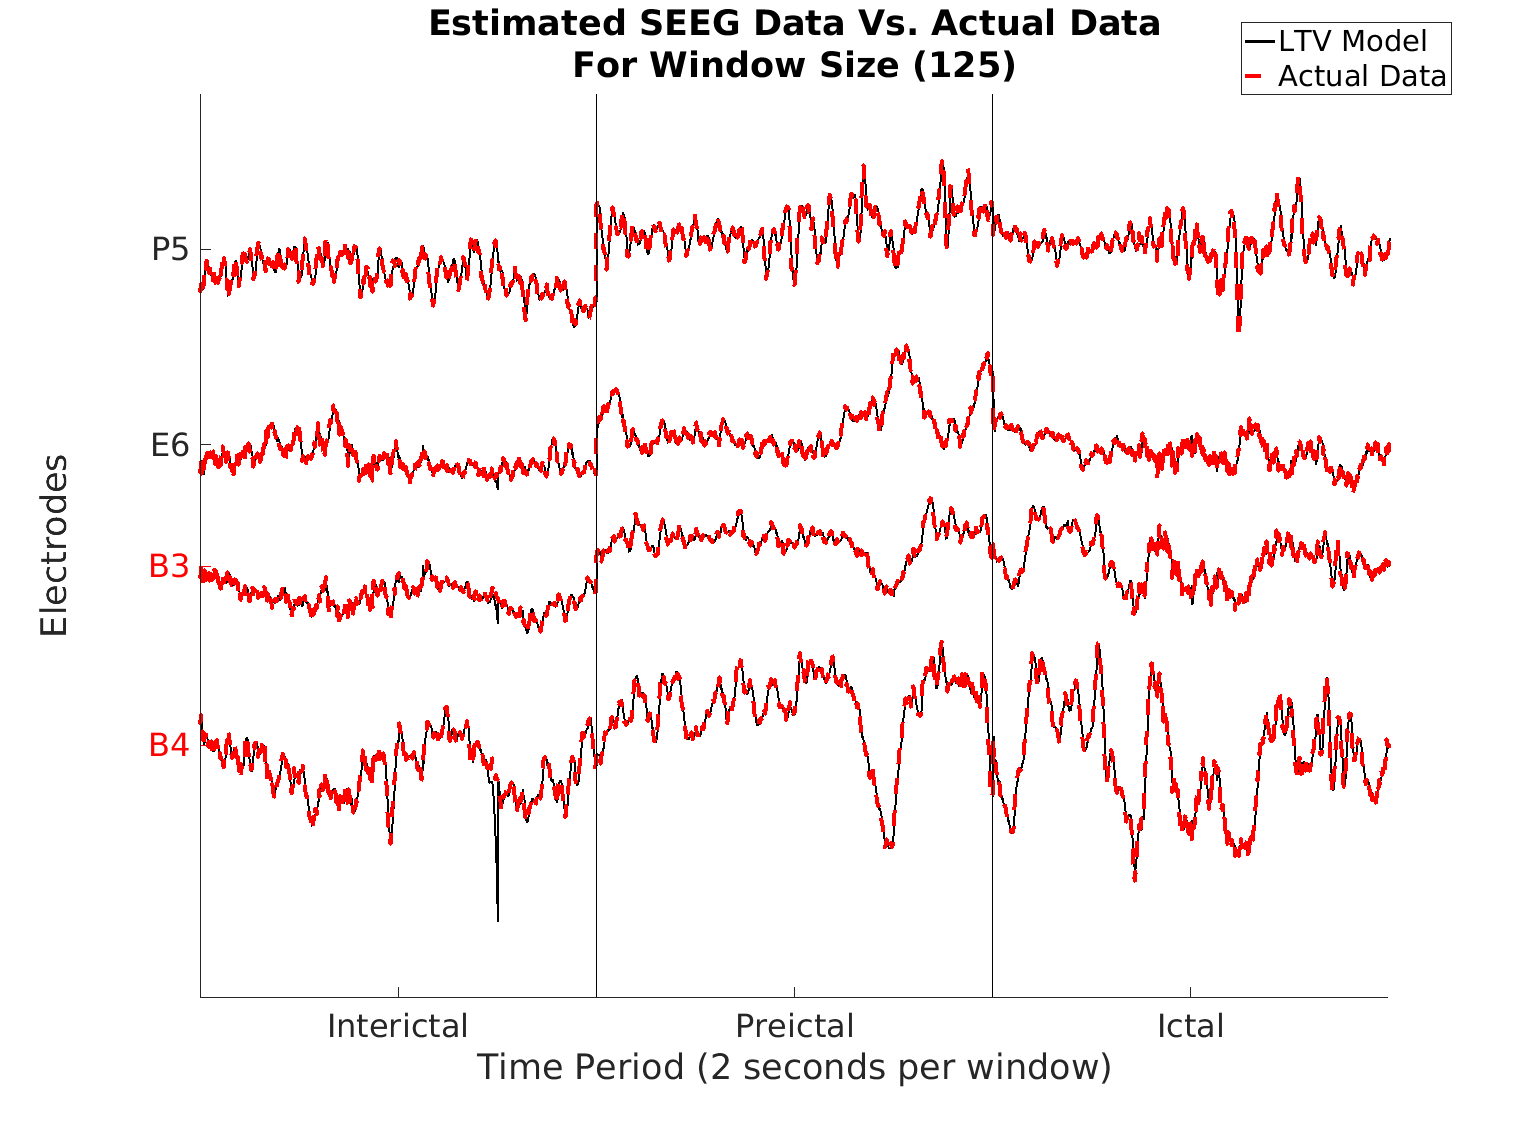 Estimated SEEG Data Vs. Actual Data
For Window Size (125)
LTV Model
Actual Data
P5
E6
B3
B4
Electrodes
Interictal
Preictal
Ictal
Time Period (2 seconds per window)